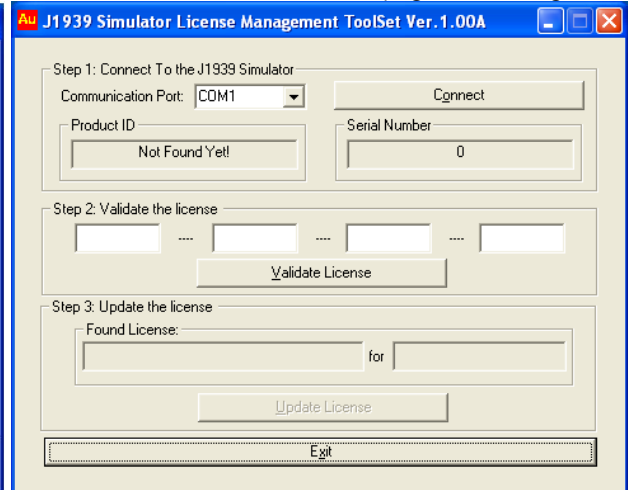 Au J1939 Simulator License Management ToolSet Ver.1.00A
Step 1: Connect To the J1939 Simulator
Communication Port: COM1 Connect
Product ID Serial Number
Not Found Yet! 0
Step 2: Validate the license
---- ---- ----
Validate License
Step 3: Update the license
Found License:
for
Update License
Exit